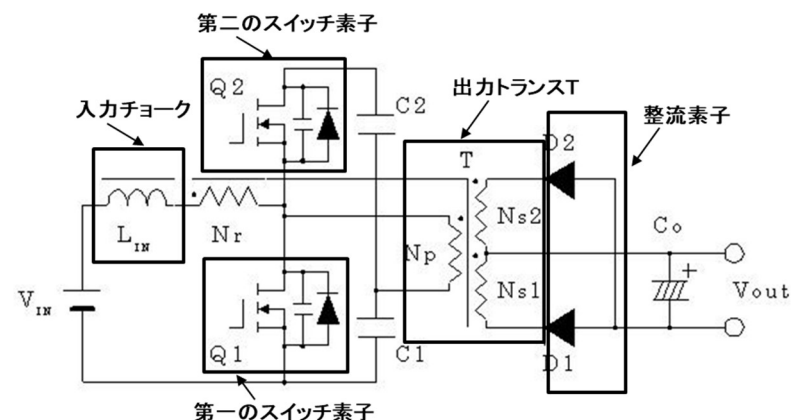 第二のスイッチ素子
Q2
C2
出力トランスT
入力チョーク
整流素子
D2
T
Ns2
Co
L_IN
Nr
Np
+
V_IN
Ns1
Vout
Q1
C1
D1
第一のスイッチ素子